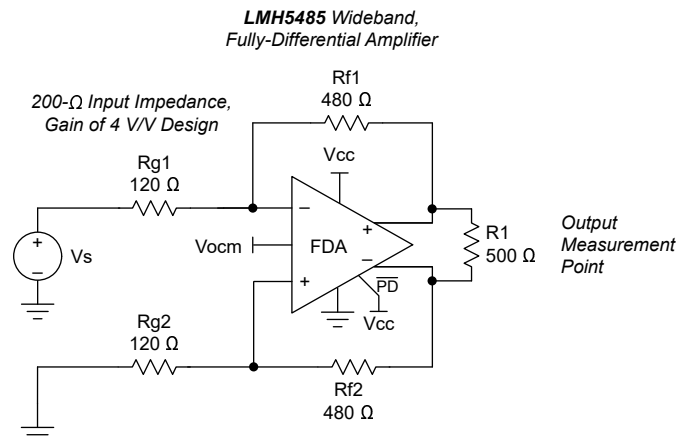 LMH5485 Wideband,
Fully-Differential Amplifier
200-Ω Input Impedance,
Gain of 4 V/V Design
Rf1
480 Ω
Rg1
120 Ω
Vcc
Vocm
FDA
+
−
Vs
−
+
+
−
R1
500 Ω
Output
Measurement
Point
PD
Vcc
Rg2
120 Ω
Rf2
480 Ω